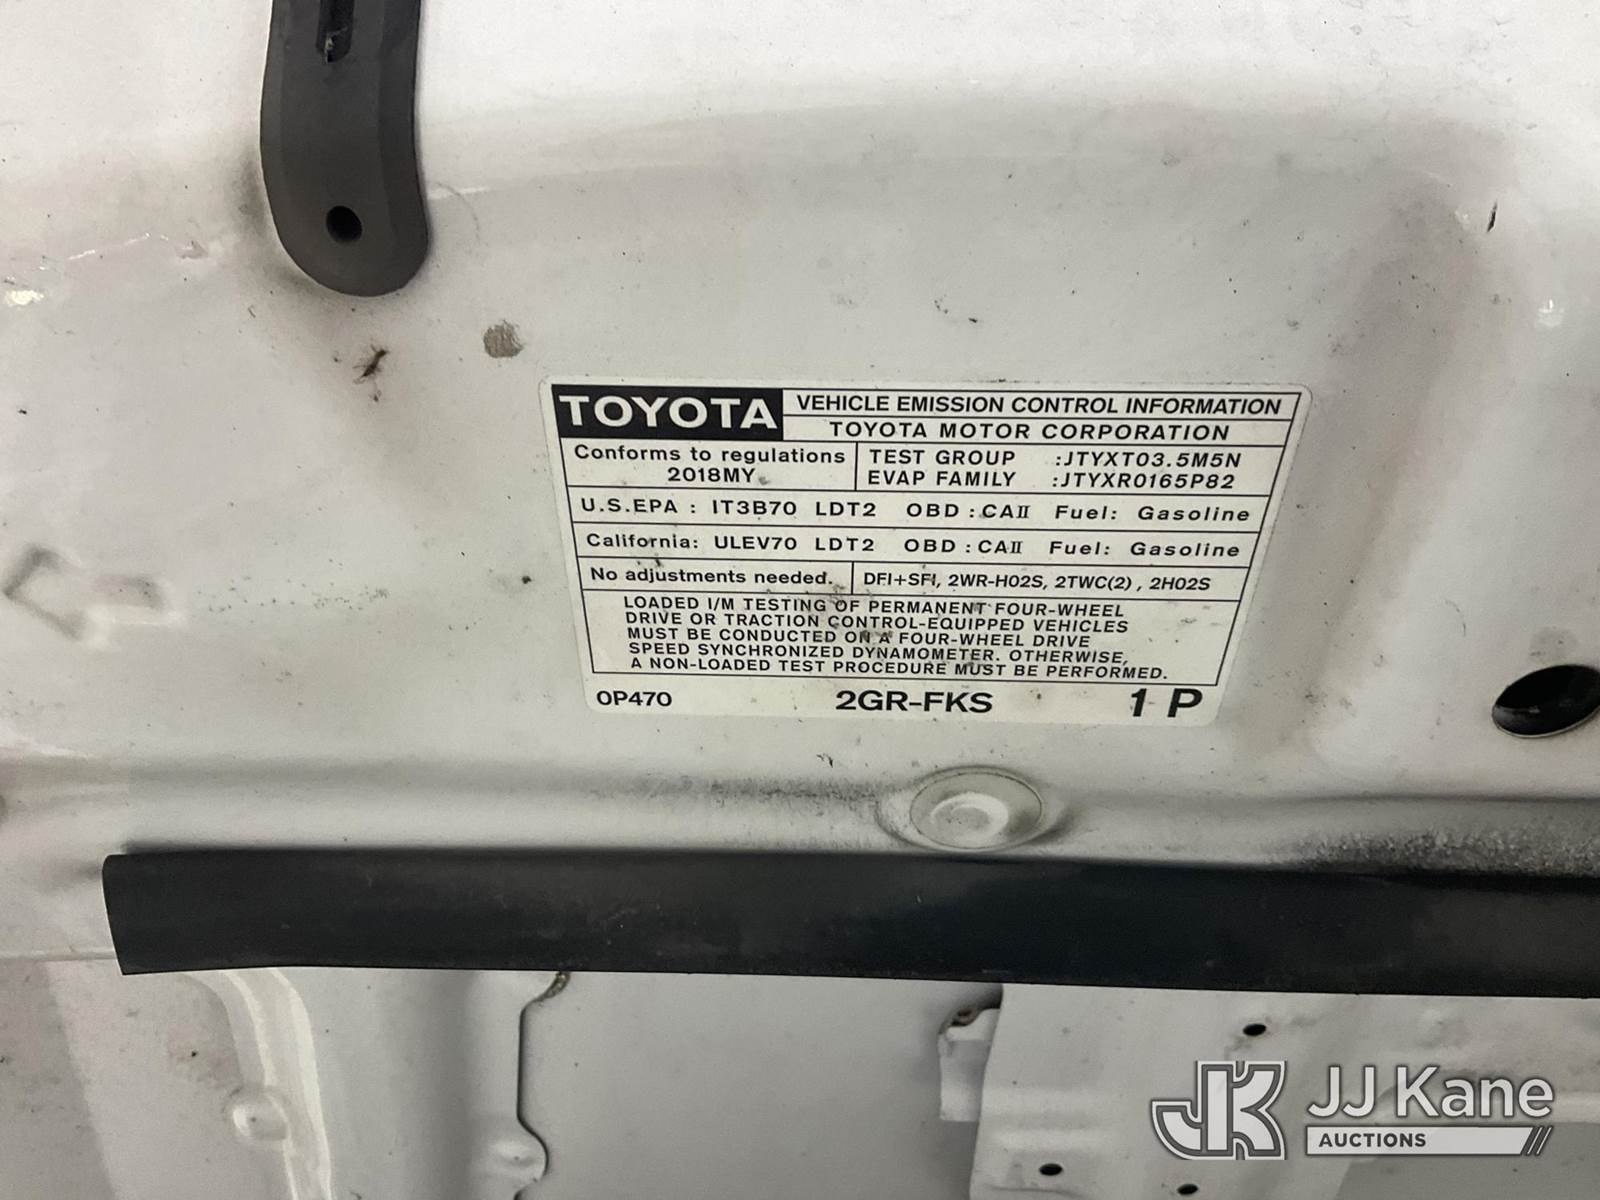 TOYOTA
VEHICLE EMISSION CONTROL INFORMATION
TOYOTA MOTOR CORPORATION
Conforms to regulations
2018MY
TEST GROUP :JTYXT03.5M5N
EVAP FAMILY :JTYXR0165P82
U.S.EPA : IT3B70 LDT2 OBD : CAII Fuel: Gasoline
California: ULEV70 LDT2 OBD : CAII Fuel: Gasoline
No adjustments needed.
DFI+SFI, 2WR-HO2S, 2TWC(2) , 2HO2S
LOADED I/M TESTING OF PERMANENT FOUR-WHEEL
DRIVE OR TRACTION CONTROL-EQUIPPED VEHICLES
MUST BE CONDUCTED ON A FOUR-WHEEL DRIVE
SPEED SYNCHRONIZED DYNAMOMETER. OTHERWISE,
A NON-LOADED TEST PROCEDURE MUST BE PERFORMED.
0P470 2GR-FKS 1 P
JK JJ Kane
AUCTIONS